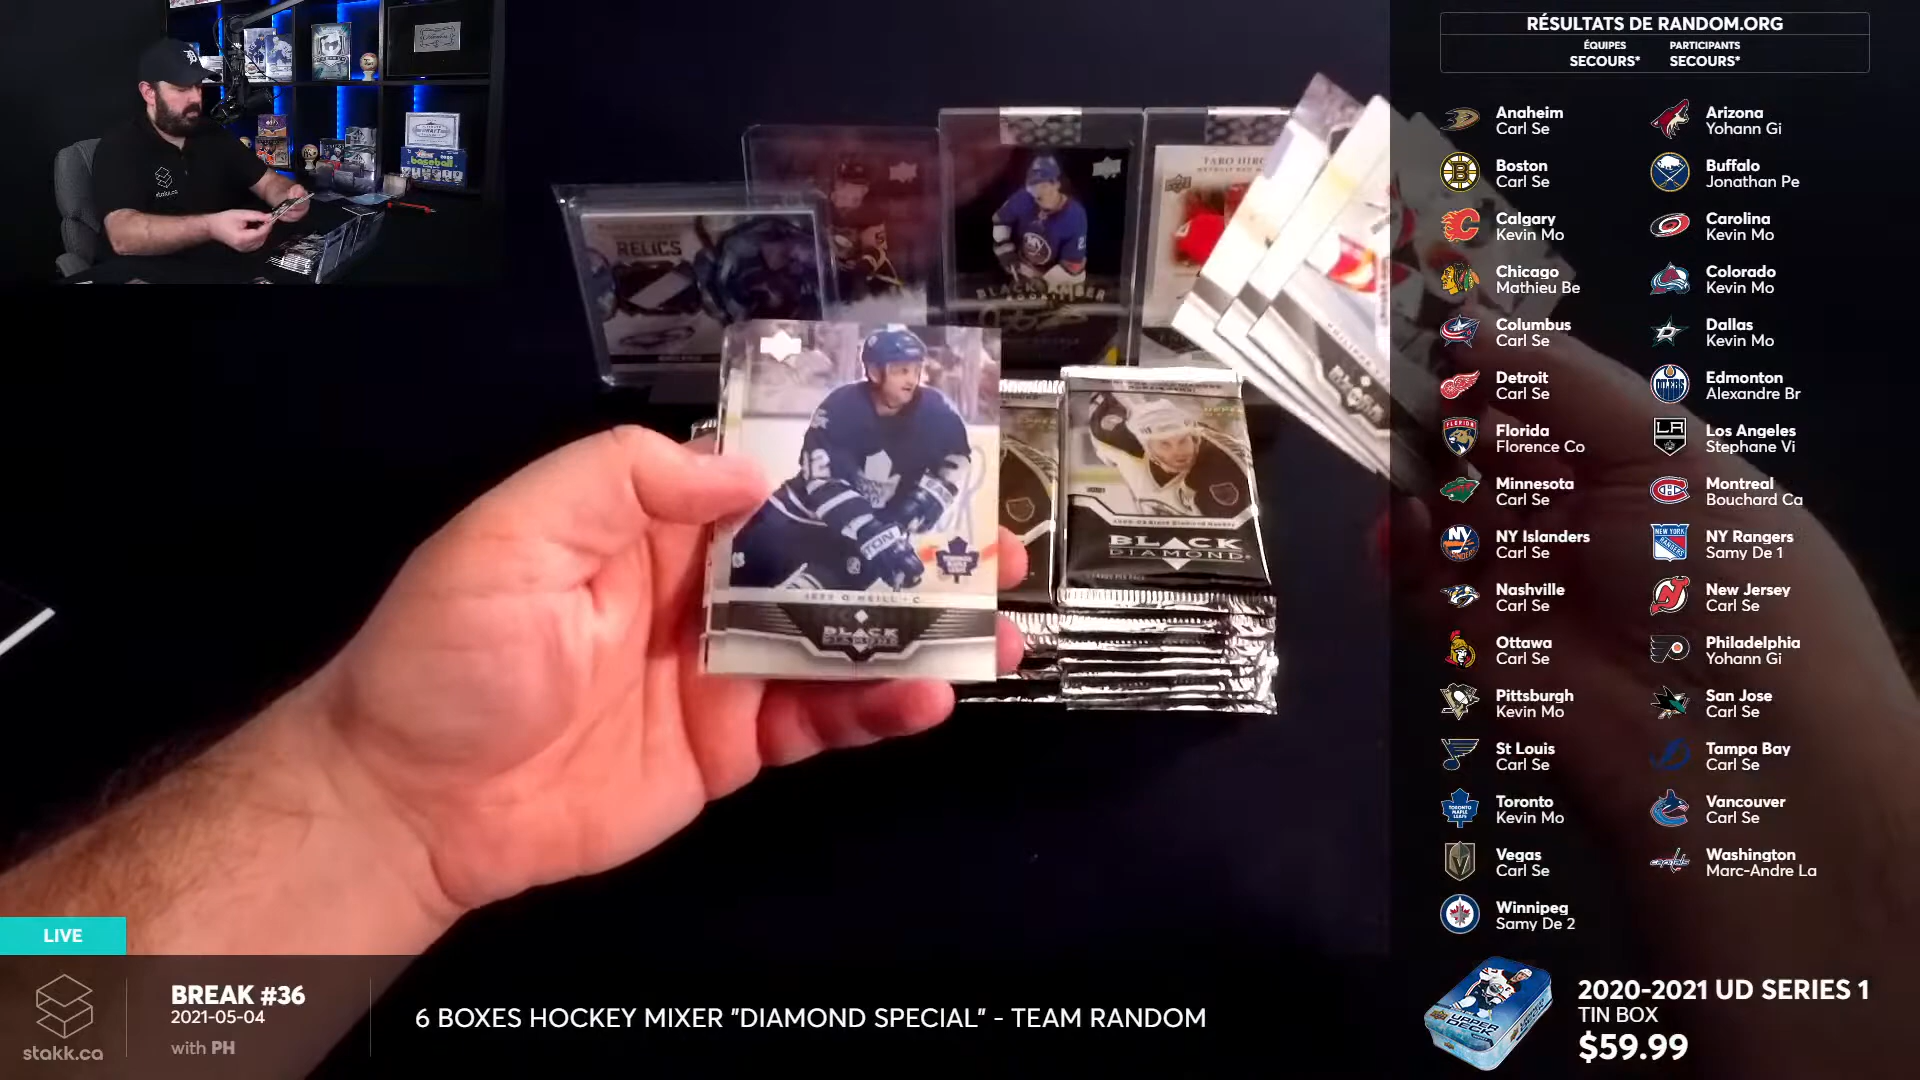 RÉSULTATS DE RANDOM.ORG
ÉQUIPES
SECOURS*
PARTICIPANTS
SECOURS*
Anaheim
Carl Se
Arizona
Yohann Gi
Boston
Carl Se
Buffalo
Jonathan Pe
Calgary
Kevin Mo
Carolina
Kevin Mo
Chicago
Mathieu Be
Colorado
Kevin Mo
Columbus
Carl Se
Dallas
Kevin Mo
Detroit
Carl Se
Edmonton
Alexandre Br
Florida
Florence Co
Los Angeles
Stephane Vi
Minnesota
Carl Se
Montreal
Bouchard Ca
NY Islanders
Carl Se
NY Rangers
Samy De 1
Nashville
Carl Se
New Jersey
Carl Se
Ottawa
Carl Se
Philadelphia
Yohann Gi
Pittsburgh
Kevin Mo
San Jose
Carl Se
St Louis
Carl Se
Tampa Bay
Carl Se
Toronto
Kevin Mo
Vancouver
Carl Se
Vegas
Carl Se
Washington
Marc-Andre La
Winnipeg
Samy De 2
RELICS
BLACK
DIAMOND
JEFF O'NEILL · C
BLACK
DIAMOND
LIVE
stakk.ca
BREAK #36
2021-05-04
with PH
6 BOXES HOCKEY MIXER "DIAMOND SPECIAL" - TEAM RANDOM
UPPER
DECK
2020-2021 UD SERIES 1
TIN BOX
$59.99